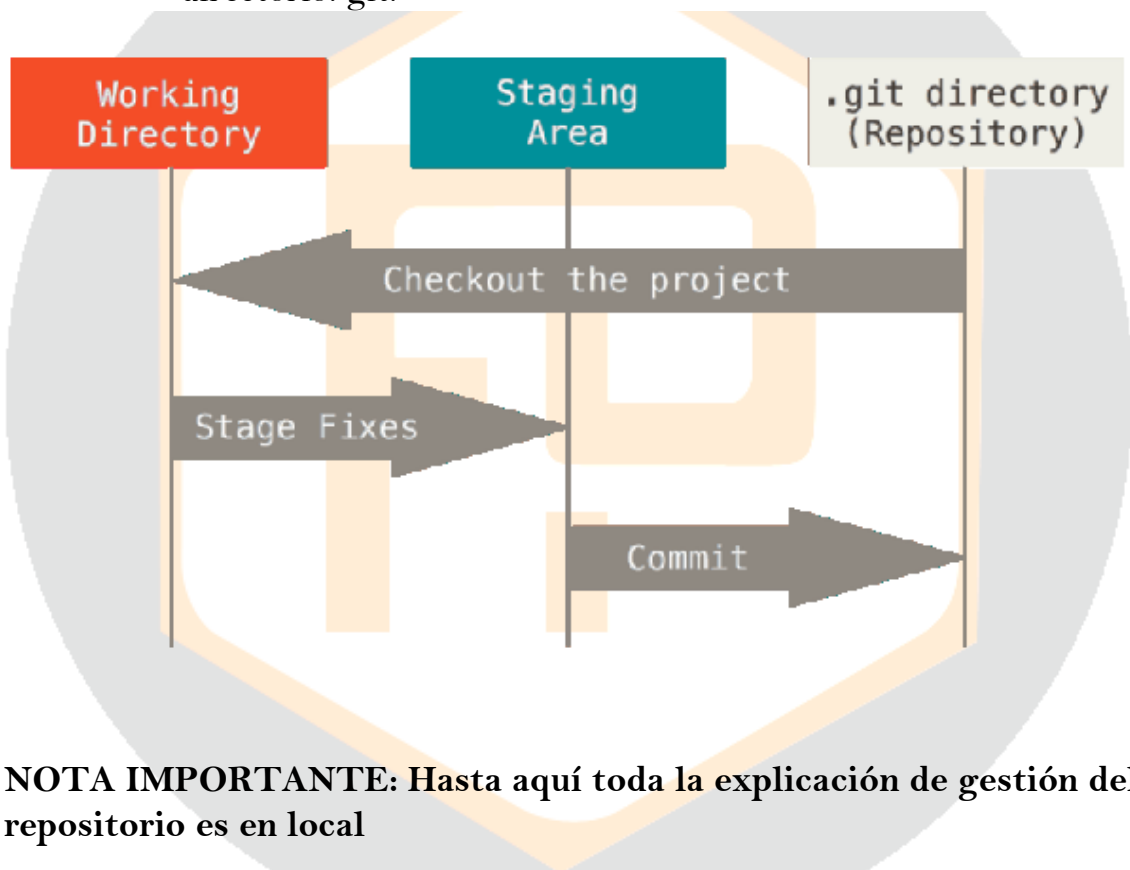 Working
Directory
Staging
Area
.git directory
(Repository)
Checkout the project
Stage Fixes
Commit
NOTA IMPORTANTE: Hasta aquí toda la explicación de gestión del
repositorio es en local